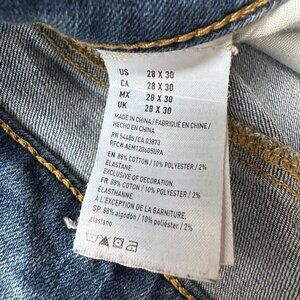 US 28 X 30
CA 28 X 30
MX 28 X 30
UK 28 X 30
MADE IN CHINA / FABRIQUÉ EN CHINE /
HECHO EN CHINA
RN 54485 / CA 03873
RFC# AEM120605U9A
EN 88% COTTON / 10% POLYESTER / 2%
ELASTANE.
EXCLUSIVE OF DECORATION.
FR 88% COTON / 10% POLYESTER / 2%
ÉLASTHANNE.
À EXCEPTION DE LA GARNITURE.
SP 88% algodón / 10% poliéster / 2%
elastano